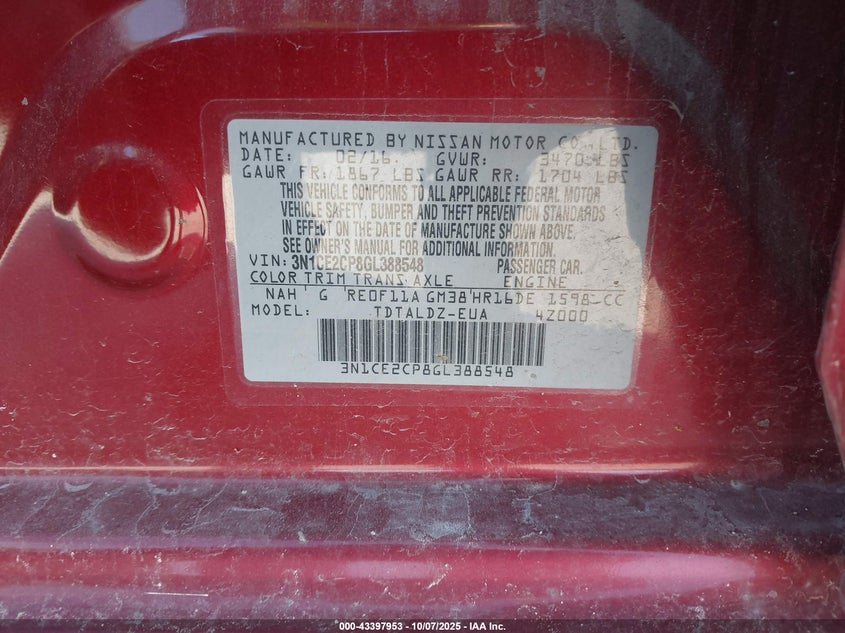 MANUFACTURED BY NISSAN MOTOR CO., LTD.
DATE: 02/16 GVWR: 3470 LBS
GAWR FR: 1867 LBS GAWR RR: 1704 LBS
THIS VEHICLE CONFORMS TO ALL APPLICABLE FEDERAL MOTOR
VEHICLE SAFETY, BUMPER AND THEFT PREVENTION STANDARDS
IN EFFECT ON THE DATE OF MANUFACTURE SHOWN ABOVE.
SEE OWNER'S MANUAL FOR ADDITIONAL INFORMATION.
VIN: 3N1CE2CP8GL388548 PASSENGER CAR.
COLOR TRIM TRANS AXLE ENGINE
NAH G RE0F11A GM38 HR16DE 1598-CC
MODEL: TDTALDZ-EUA 4Z000
3N1CE2CP8GL388548
000-43397953 | 10/07/2025 | IAA Inc.